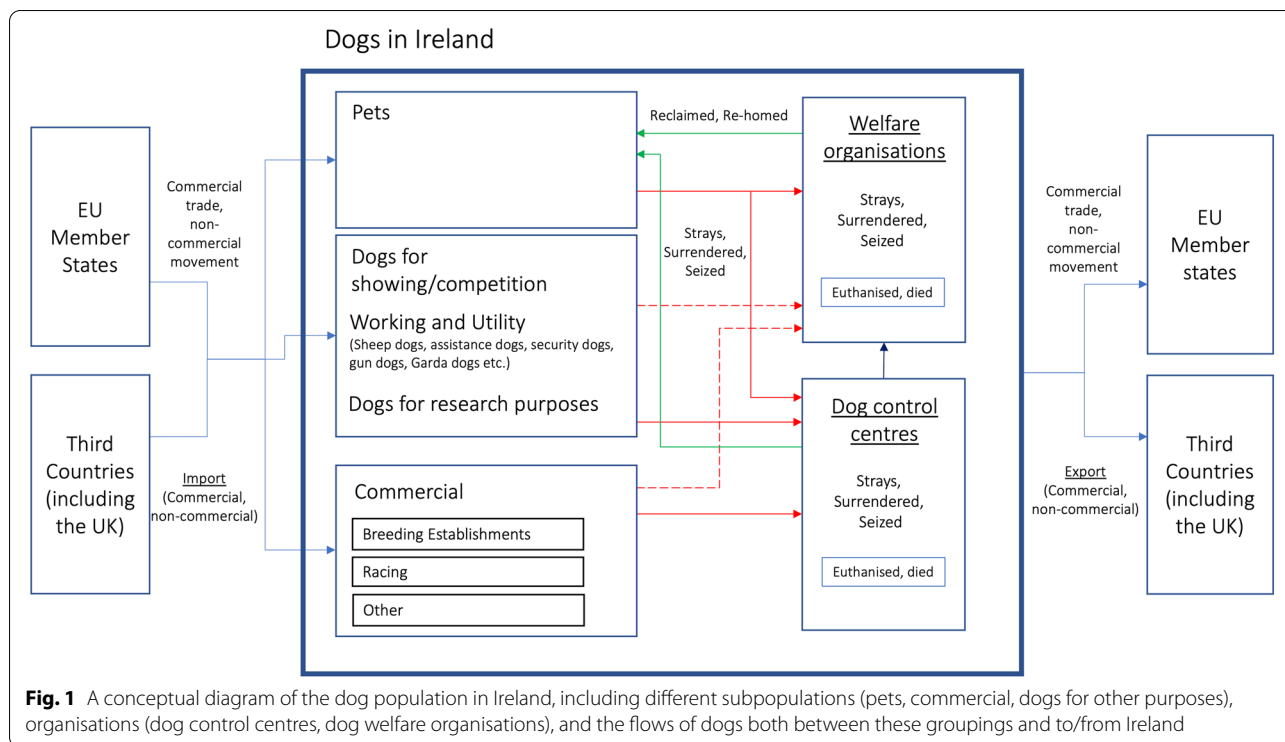 Dogs in Ireland
EU
Member
States
Commercial
trade,
non-
commercial
movement
Third
Countries
(including
the UK)
Import
(Commercial,
non-commercial)
Pets
Dogs for
showing/competition
Working and Utility
(Sheep dogs, assistance dogs, security dogs,
gun dogs, Garda dogs etc.)
Dogs for research purposes
Commercial
Breeding Establishments
Racing
Other
Reclaimed, Re-homed
Strays,
Surrendered,
Seized
Welfare
organisations
Strays,
Surrendered,
Seized
Euthanised, died
Dog control
centres
Strays,
Surrendered,
Seized
Euthanised, died
Commercial
trade,
non-
commercial
movement
EU
Member
states
Export
(Commercial,
non-commercial)
Third
Countries
(including
the UK)
Fig. 1 A conceptual diagram of the dog population in Ireland, including different subpopulations (pets, commercial, dogs for other purposes),
organisations (dog control centres, dog welfare organisations), and the flows of dogs both between these groupings and to/from Ireland